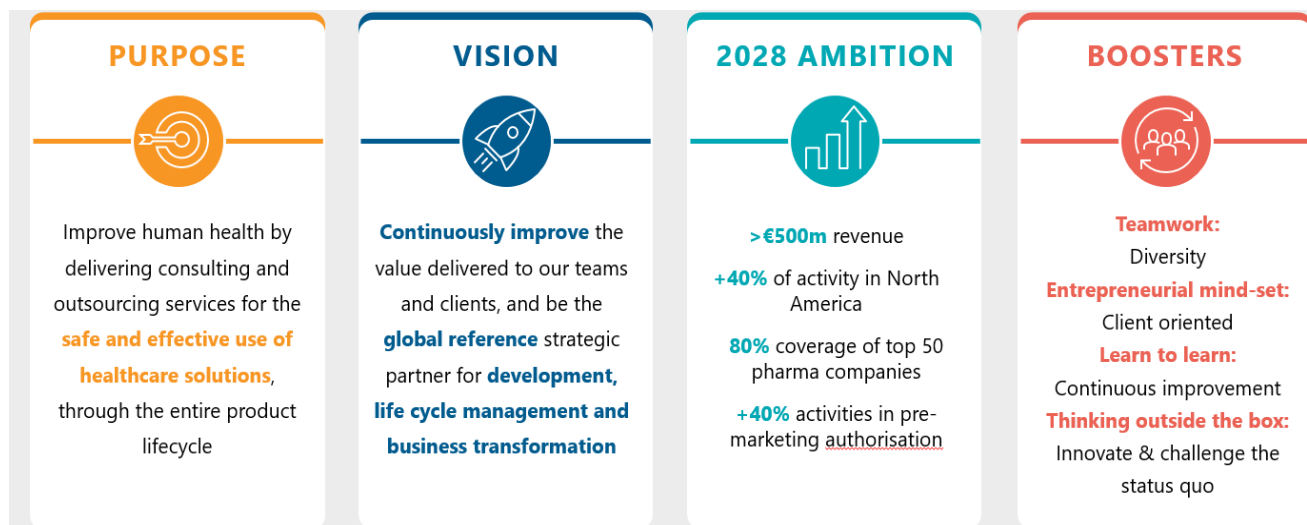 PURPOSE
Improve human health by
delivering consulting and
outsourcing services for the
safe and effective use of
healthcare solutions,
through the entire product
lifecycle
VISION
Continuously improve the
value delivered to our teams
and clients, and be the
global reference strategic
partner for development,
life cycle management and
business transformation
2028 AMBITION
>€500m revenue
+40% of activity in North
America
80% coverage of top 50
pharma companies
+40% activities in pre-
marketing authorisation
BOOSTERS
Teamwork:
Diversity
Entrepreneurial mind-set:
Client oriented
Learn to learn:
Continuous improvement
Thinking outside the box:
Innovate & challenge the
status quo